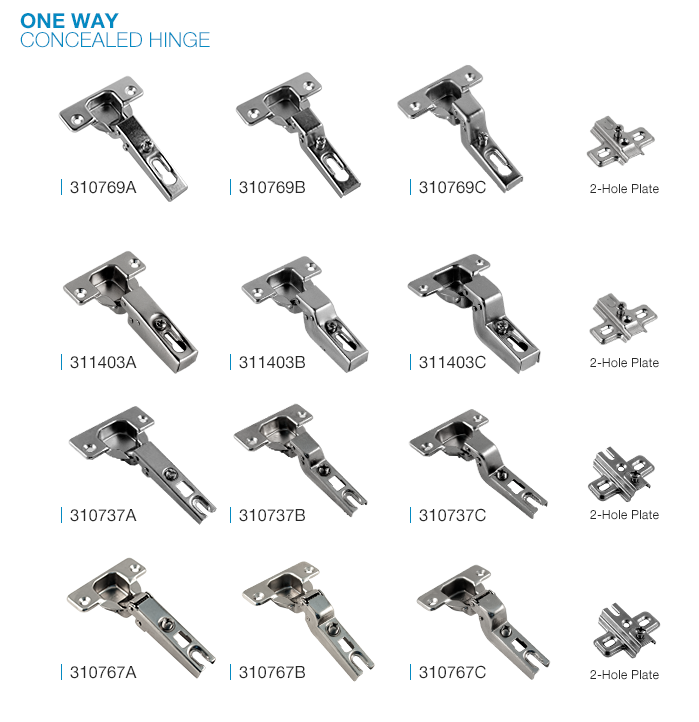 ONE WAY
CONCEALED HINGE
310769A
310769B
310769C
2-Hole Plate
311403A
311403B
311403C
2-Hole Plate
310737A
310737B
310737C
2-Hole Plate
310767A
310767B
310767C
2-Hole Plate